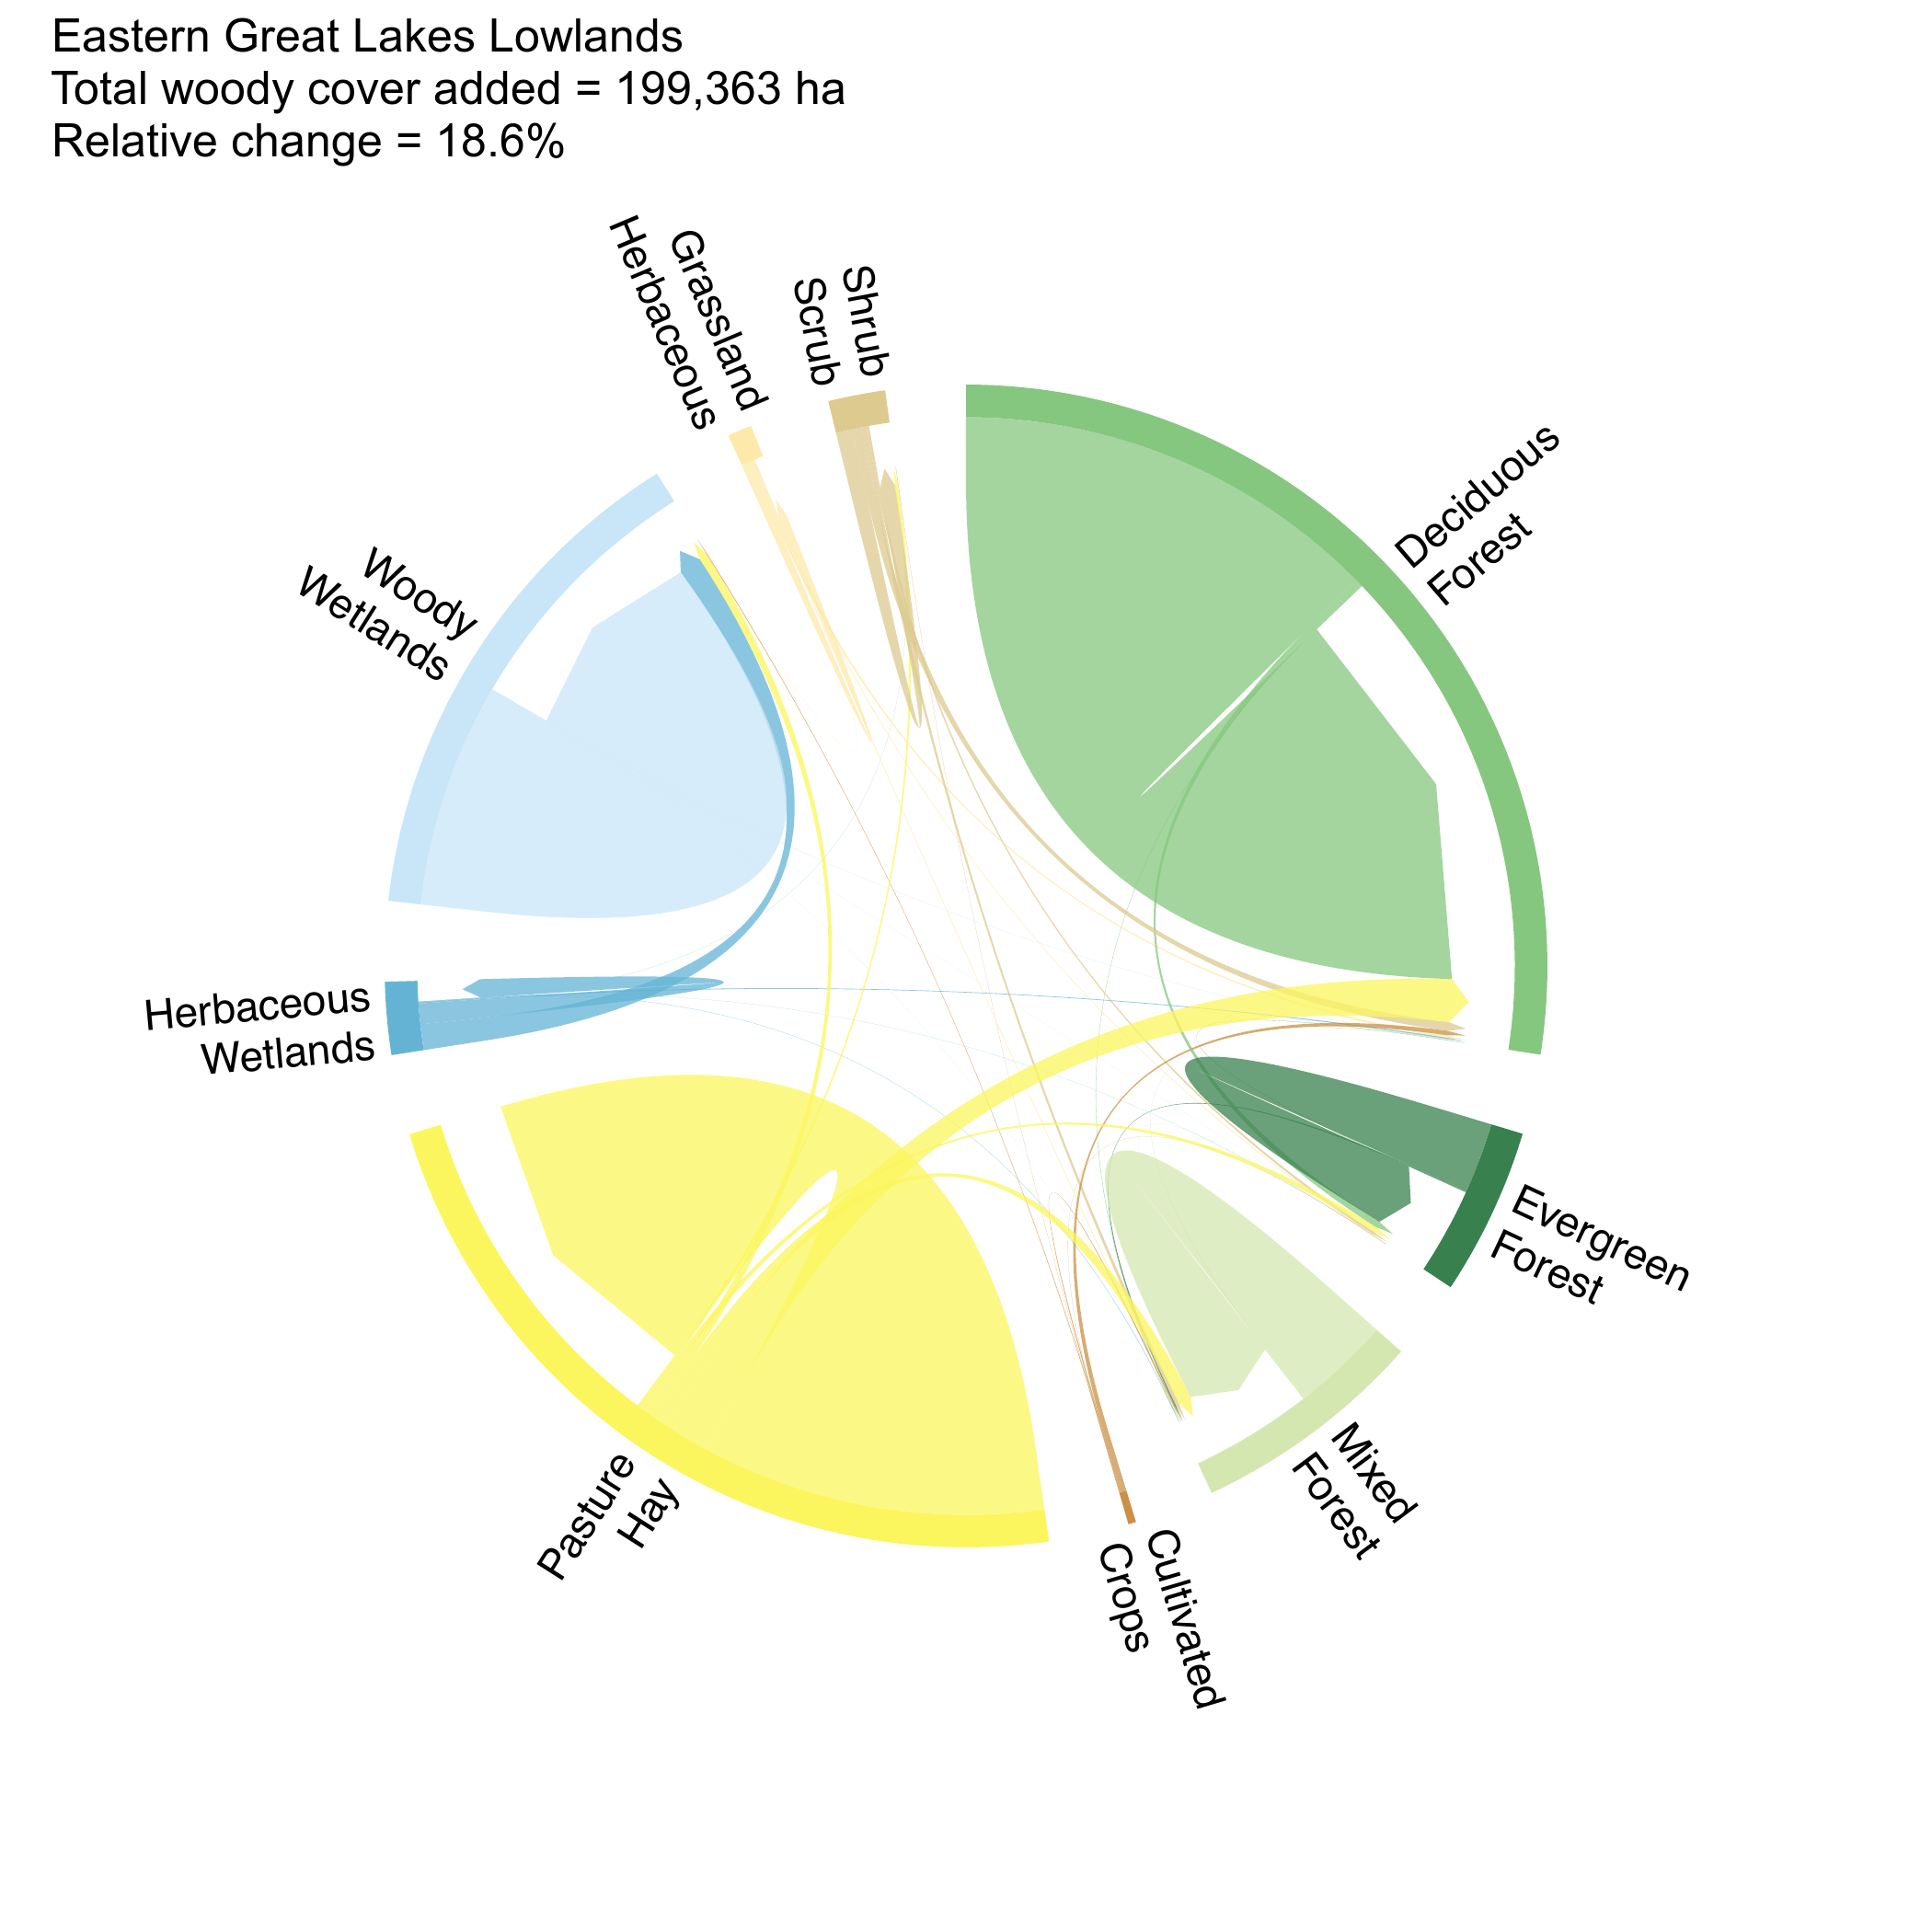 Eastern Great Lakes Lowlands
Total woody cover added = 199,363 ha
Relative change = 18.6%
Grassland
Herbaceous
Shrub
Scrub
Deciduous
Forest
Woody
Wetlands
Herbaceous
Wetlands
Evergreen
Forest
Mixed
Forest
Pasture
Hay
Cultivated
Crops